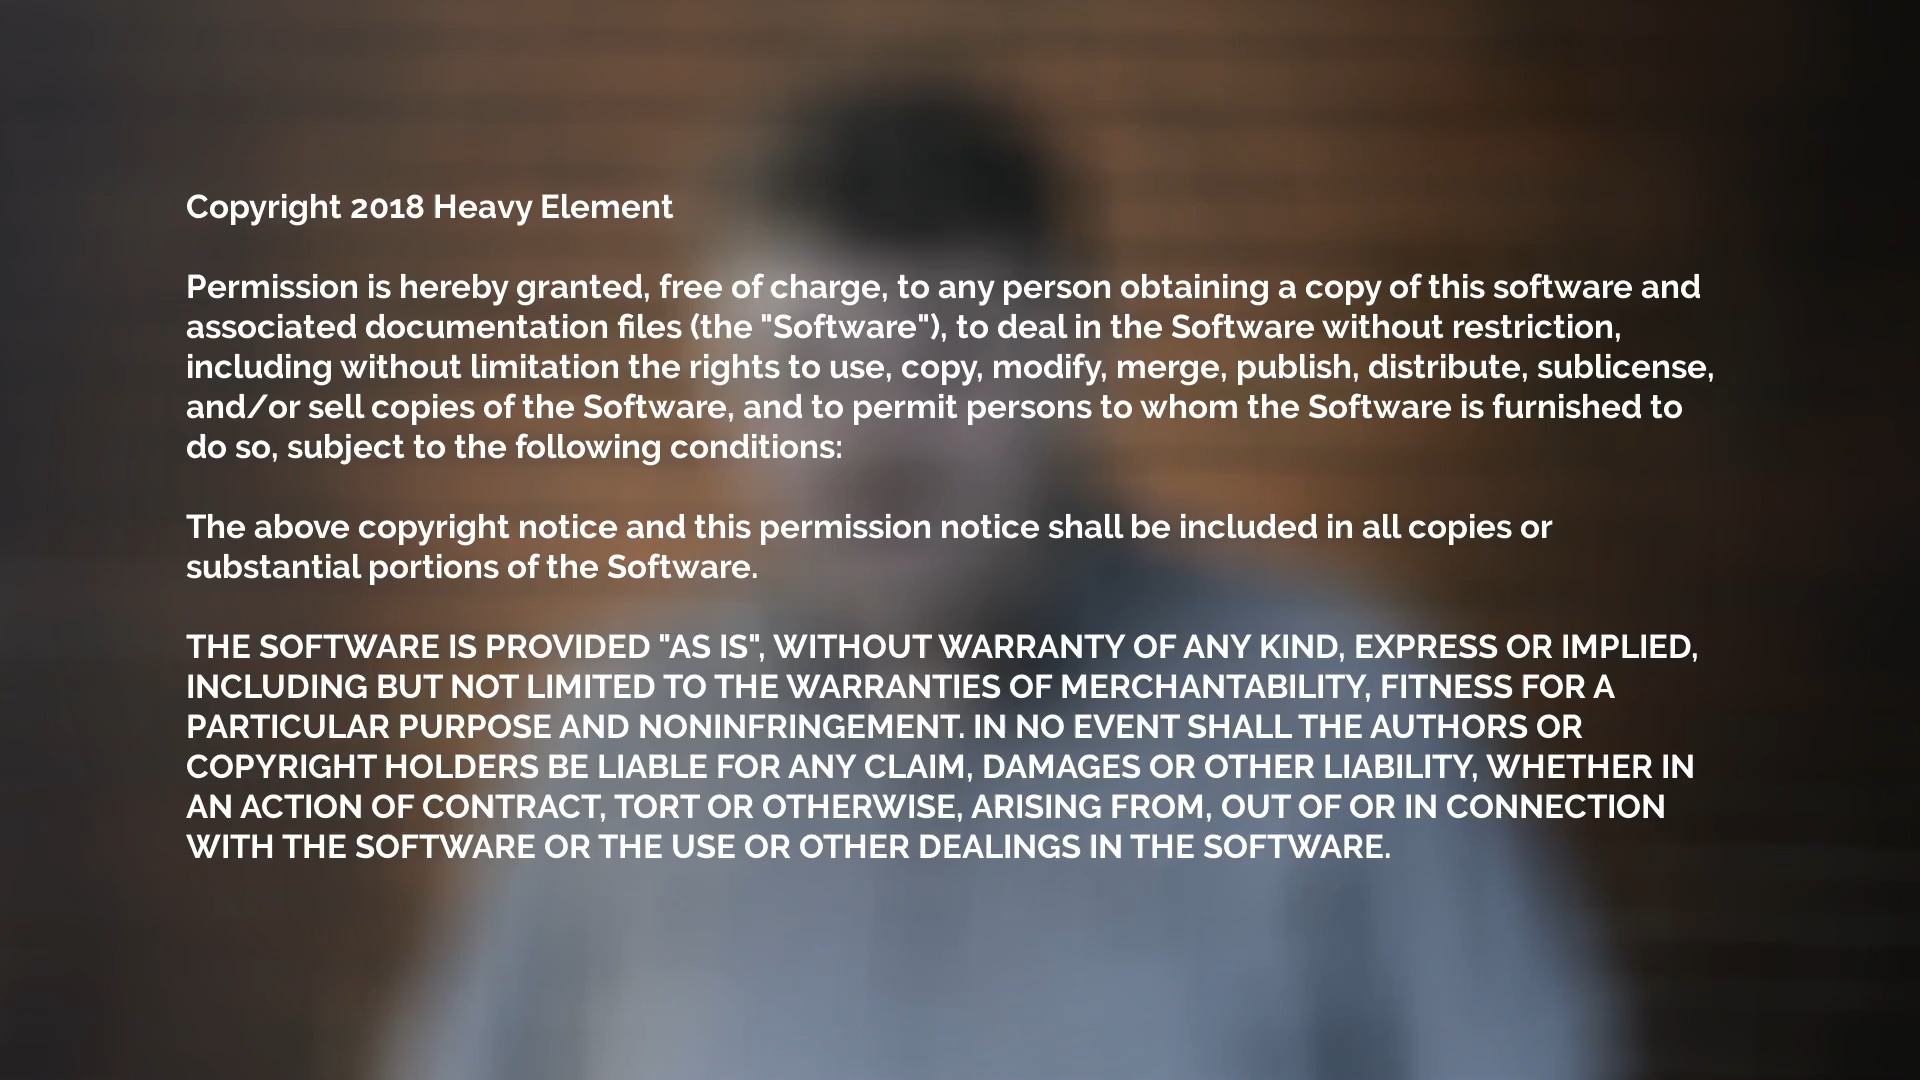 Copyright 2018 Heavy Element
Permission is hereby granted, free of charge, to any person obtaining a copy of this software and
associated documentation files (the "Software"), to deal in the Software without restriction,
including without limitation the rights to use, copy, modify, merge, publish, distribute, sublicense,
and/or sell copies of the Software, and to permit persons to whom the Software is furnished to
do so, subject to the following conditions:
The above copyright notice and this permission notice shall be included in all copies or
substantial portions of the Software.
THE SOFTWARE IS PROVIDED "AS IS", WITHOUT WARRANTY OF ANY KIND, EXPRESS OR IMPLIED,
INCLUDING BUT NOT LIMITED TO THE WARRANTIES OF MERCHANTABILITY, FITNESS FOR A
PARTICULAR PURPOSE AND NONINFRINGEMENT. IN NO EVENT SHALL THE AUTHORS OR
COPYRIGHT HOLDERS BE LIABLE FOR ANY CLAIM, DAMAGES OR OTHER LIABILITY, WHETHER IN
AN ACTION OF CONTRACT, TORT OR OTHERWISE, ARISING FROM, OUT OF OR IN CONNECTION
WITH THE SOFTWARE OR THE USE OR OTHER DEALINGS IN THE SOFTWARE.